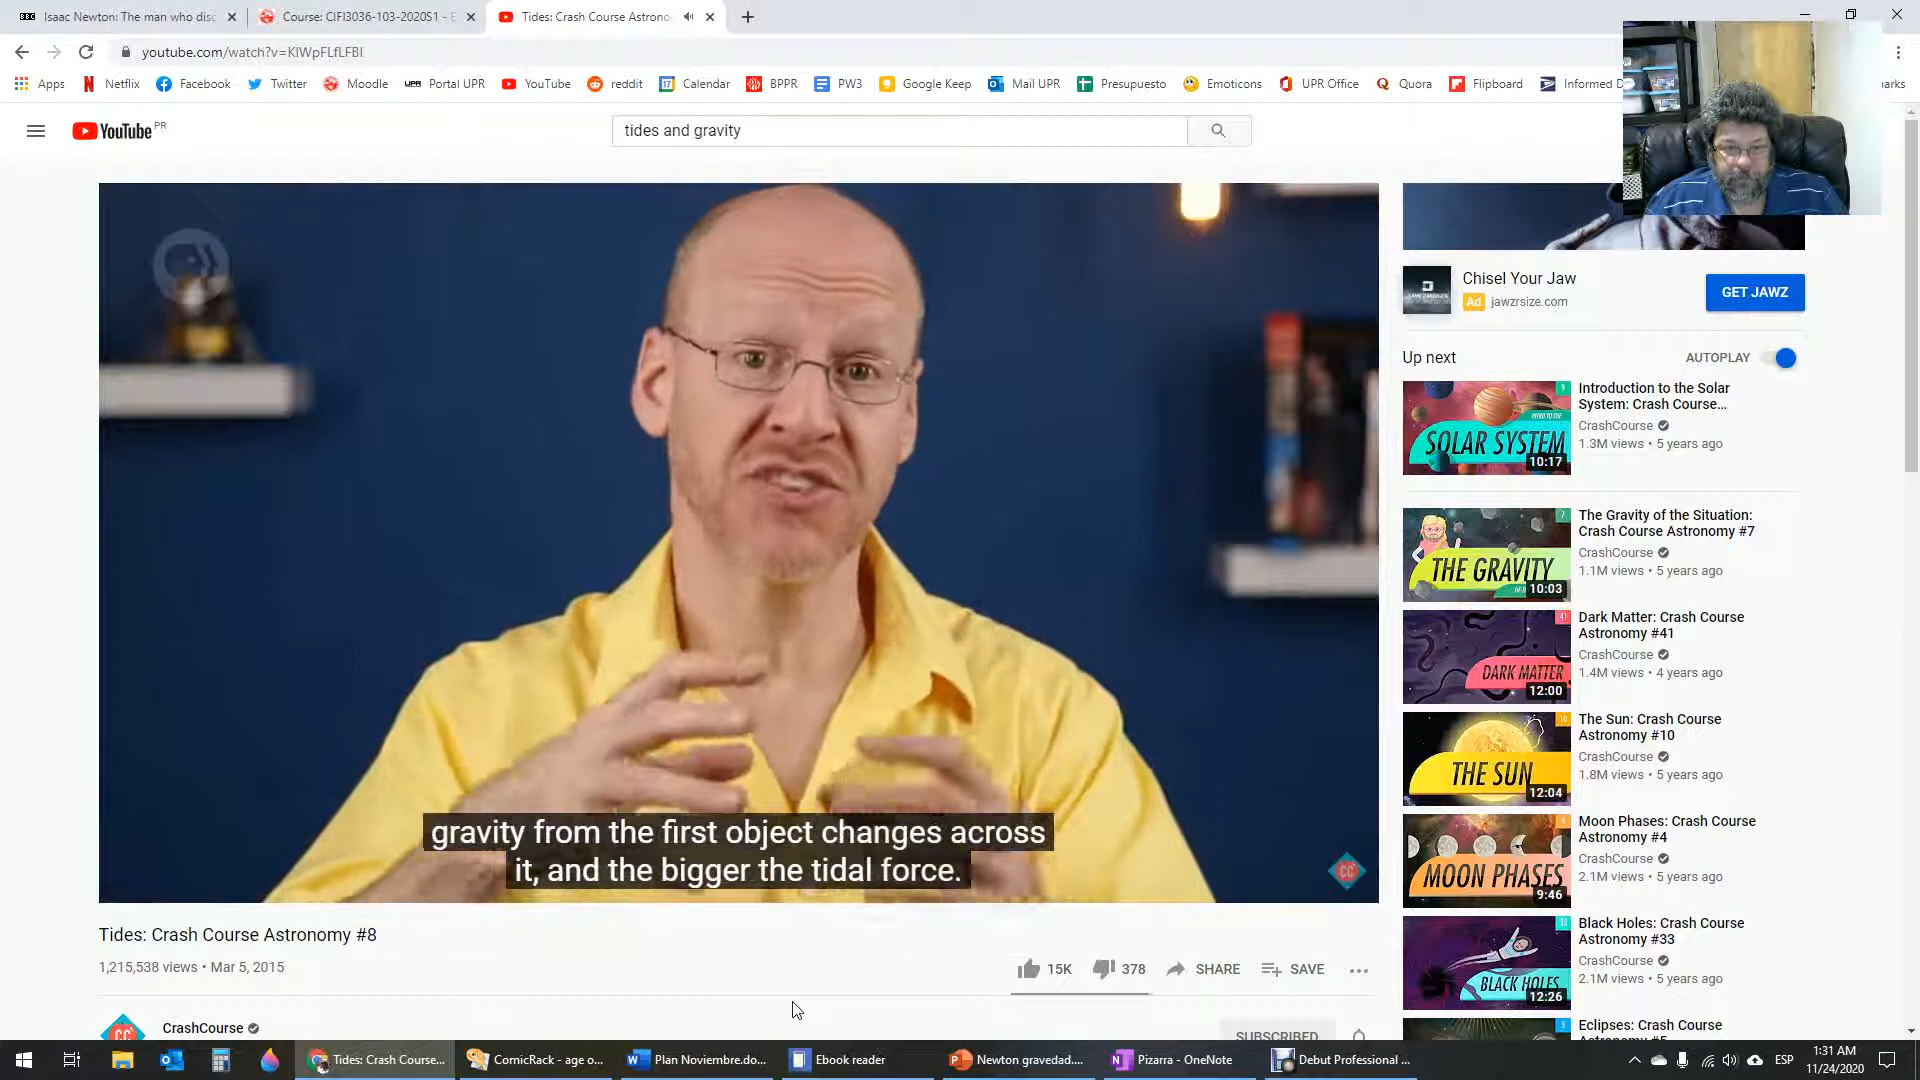 Isaac Newton: The man who disc
Course: CIFI3036-103-2020S1 - E
Tides: Crash Course Astrono
youtube.com/watch?v=KlWpFLfLFBI
Apps
Netflix
Facebook
Twitter
Moodle
Portal UPR
YouTube
reddit
Calendar
BPPR
PW3
Google Keep
Mail UPR
Presupuesto
Emoticons
UPR Office
Quora
Flipboard
Informed D
arks
YouTube PR
tides and gravity
gravity from the first object changes across
it, and the bigger the tidal force.
CC
Tides: Crash Course Astronomy #8
1,215,538 views • Mar 5, 2015
15K
378
SHARE
SAVE
CrashCourse
SUBSCRIBED
Chisel Your Jaw
Ad jawzrsize.com
GET JAWZ
Up next
AUTOPLAY
SOLAR SYSTEM
10:17
Introduction to the Solar
System: Crash Course...
CrashCourse
1.3M views • 5 years ago
THE GRAVITY
10:03
The Gravity of the Situation:
Crash Course Astronomy #7
CrashCourse
1.1M views • 5 years ago
DARK MATTER
12:00
Dark Matter: Crash Course
Astronomy #41
CrashCourse
1.4M views • 4 years ago
THE SUN
12:04
The Sun: Crash Course
Astronomy #10
CrashCourse
1.8M views • 5 years ago
MOON PHASES
9:46
Moon Phases: Crash Course
Astronomy #4
CrashCourse
2.1M views • 5 years ago
BLACK HOLES
12:26
Black Holes: Crash Course
Astronomy #33
CrashCourse
2.1M views • 5 years ago
Eclipses: Crash Course
Astronomy #5
Tides: Crash Course...
ComicRack - age o...
Plan Noviembre.do...
Ebook reader
Newton gravedad....
Pizarra - OneNote
Debut Professional ...
ESP
1:31 AM
11/24/2020